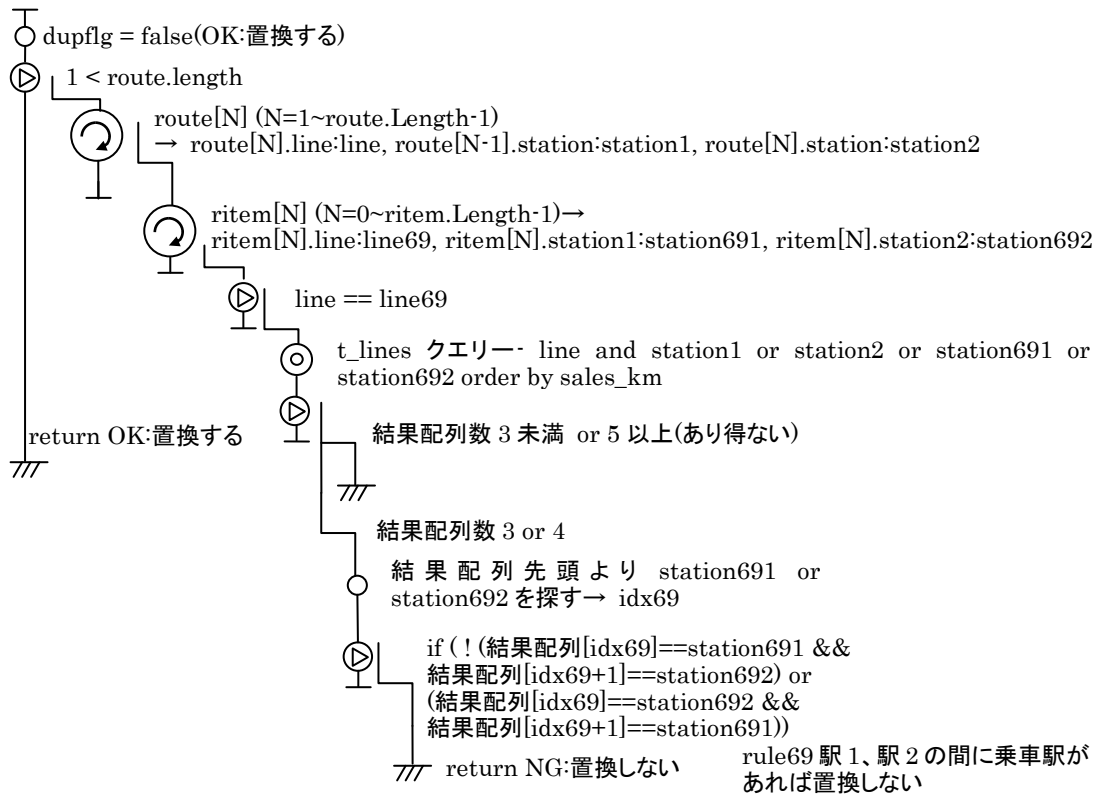 dupflg = false(OK:置換する)
1 < route.length
route[N] (N=1~route.Length-1)
→ route[N].line:line, route[N-1].station:station1, route[N].station:station2
ritem[N] (N=0~ritem.Length-1)→
ritem[N].line:line69, ritem[N].station1:station691, ritem[N].station2:station692
line == line69
t_lines クエリー- line and station1 or station2 or station691 or
station692 order by sales_km
return OK:置換する
結果配列数 3 未満 or 5 以上(あり得ない)
結果配列数 3 or 4
結果配列先頭より station691 or
station692 を探す→ idx69
if ( ! (結果配列[idx69]==station691 &&
結果配列[idx69+1]==station692) or
(結果配列[idx69]==station692 &&
結果配列[idx69+1]==station691))
return NG:置換しない
rule69 駅 1、駅 2 の間に乗車駅が
あれば置換しない